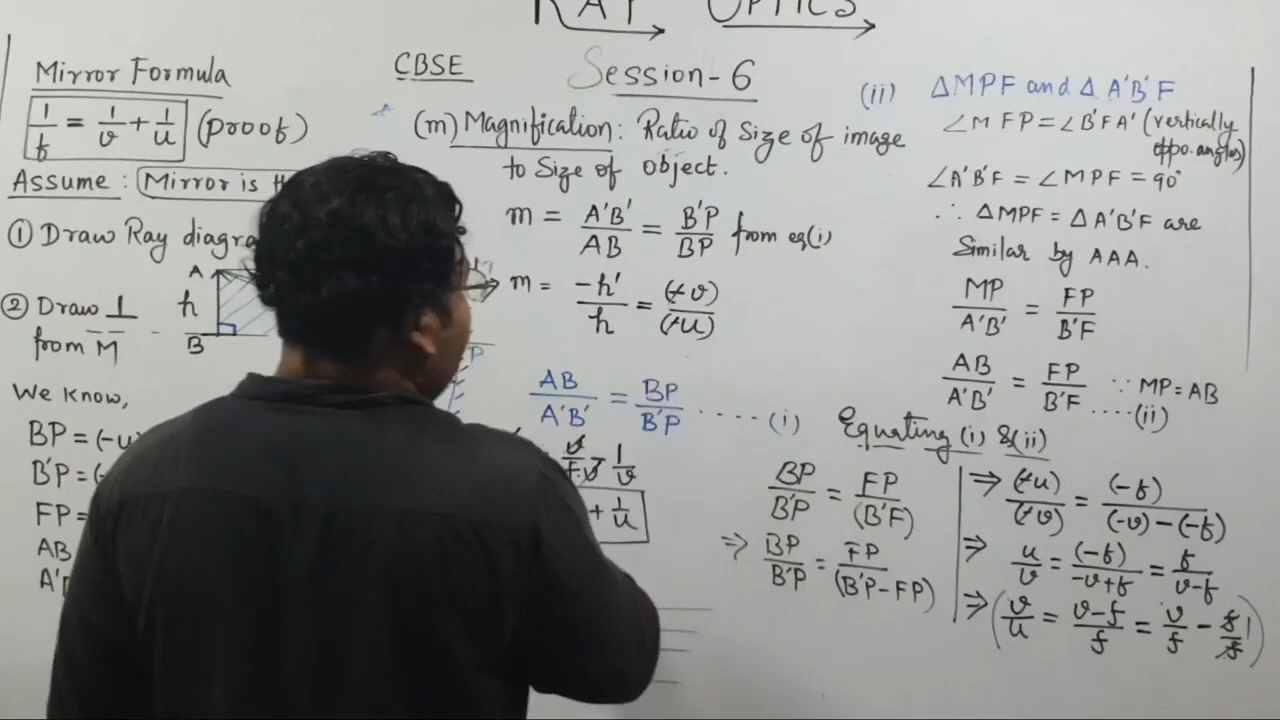 RAY OPTICS
Mirror Formula
1/f = 1/v + 1/u (proof)
Assume : Mirror is
① Draw Ray diagra
② Draw ⊥
from M
A
h
B
We know,
BP = (-u
B'P = (-
FP =
AB
CBSE
Session-6
(m) Magnification : Ratio of Size of image
to Size of object.
m = A'B'/AB = B'P/BP from eq(i)
m = -h'/h = (-v)/(-u)
P
AB/A'B' = BP/B'P ..... (i)
1/v
+ 1/u
(ii) ΔMPF and Δ A'B'F
∠MFP = ∠B'FA' (vertically
oppo. angles)
∠A'B'F = ∠MPF = 90°
∴ ΔMPF = ΔA'B'F are
Similar by AAA.
MP/A'B' = FP/B'F
AB/A'B' = FP/B'F ∵ MP = AB
.....(ii)
Equating (i) &(ii)
BP/B'P = FP/(B'F)
⇒ BP/B'P = FP/(B'P-FP)
⇒ (-u)/(-v) = (-f)/((-v)-(-f))
⇒ u/v = (-f)/(-v+f) = f/(v-f)
⇒ (v/u = (v-f)/f = v/f - f/f 1)